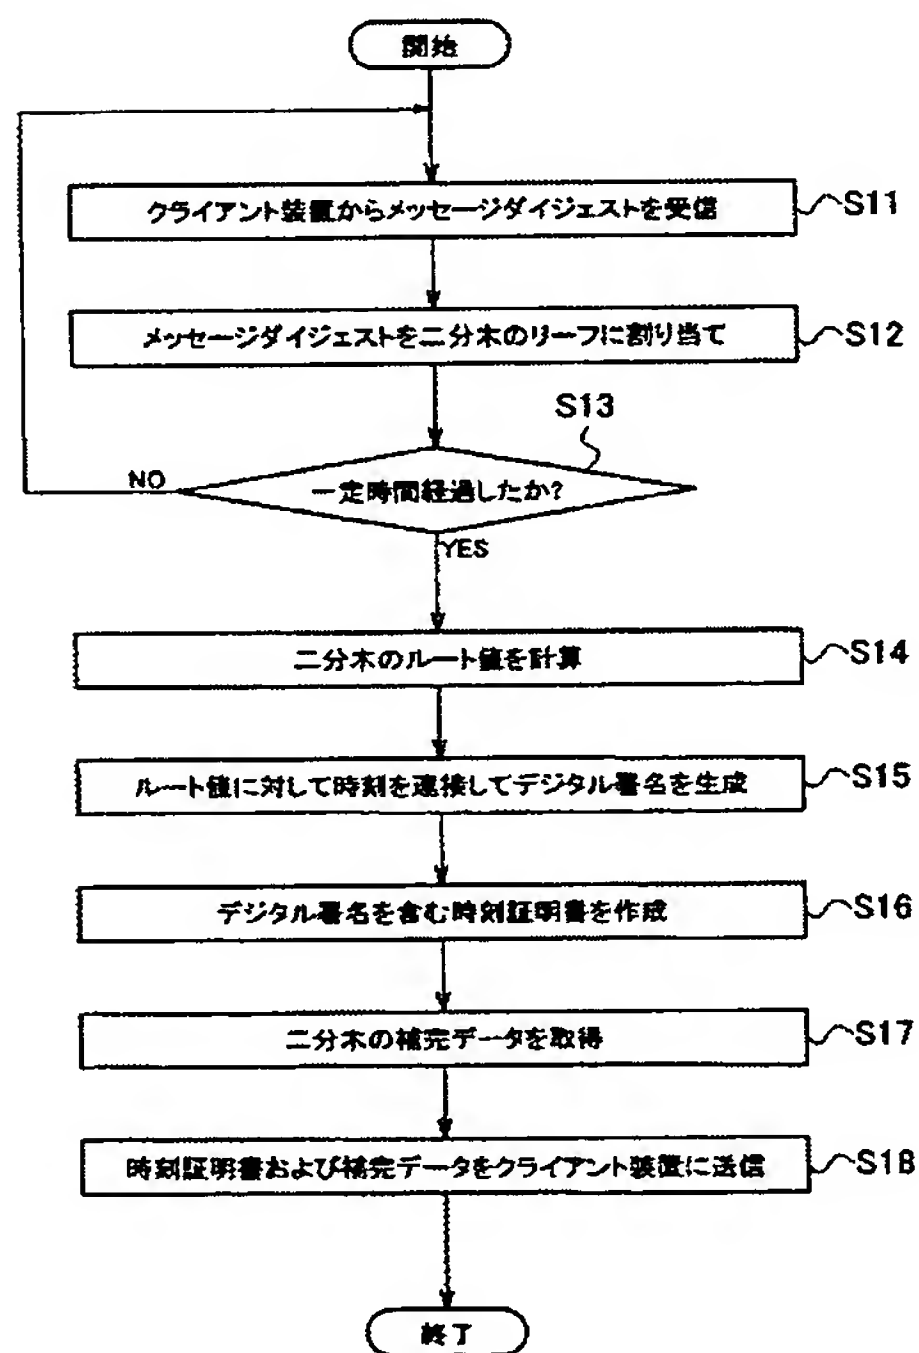 開始
クライアント装置からメッセージダイジェストを受信
S11
メッセージダイジェストを二分木のリーフに割り当て
S12
S13
一定時間経過したか?
NO
YES
二分木のルート値を計算
S14
ルート値に対して時刻を連接してデジタル署名を生成
S15
デジタル署名を含む時刻証明書を作成
S16
二分木の補完データを取得
S17
時刻証明書および補完データをクライアント装置に送信
S18
終了